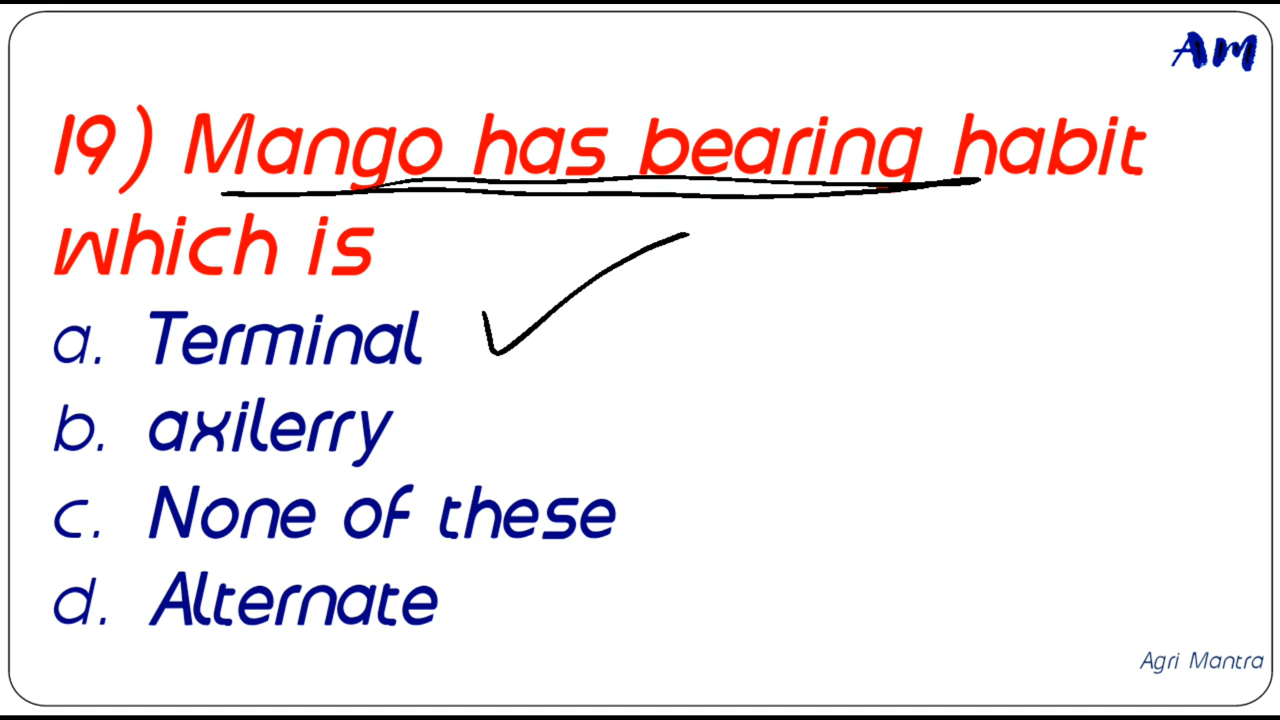 AM
19) Mango has bearing habit
which is
a. Terminal
b. axilerry
c. None of these
d. Alternate
Agri Mantra